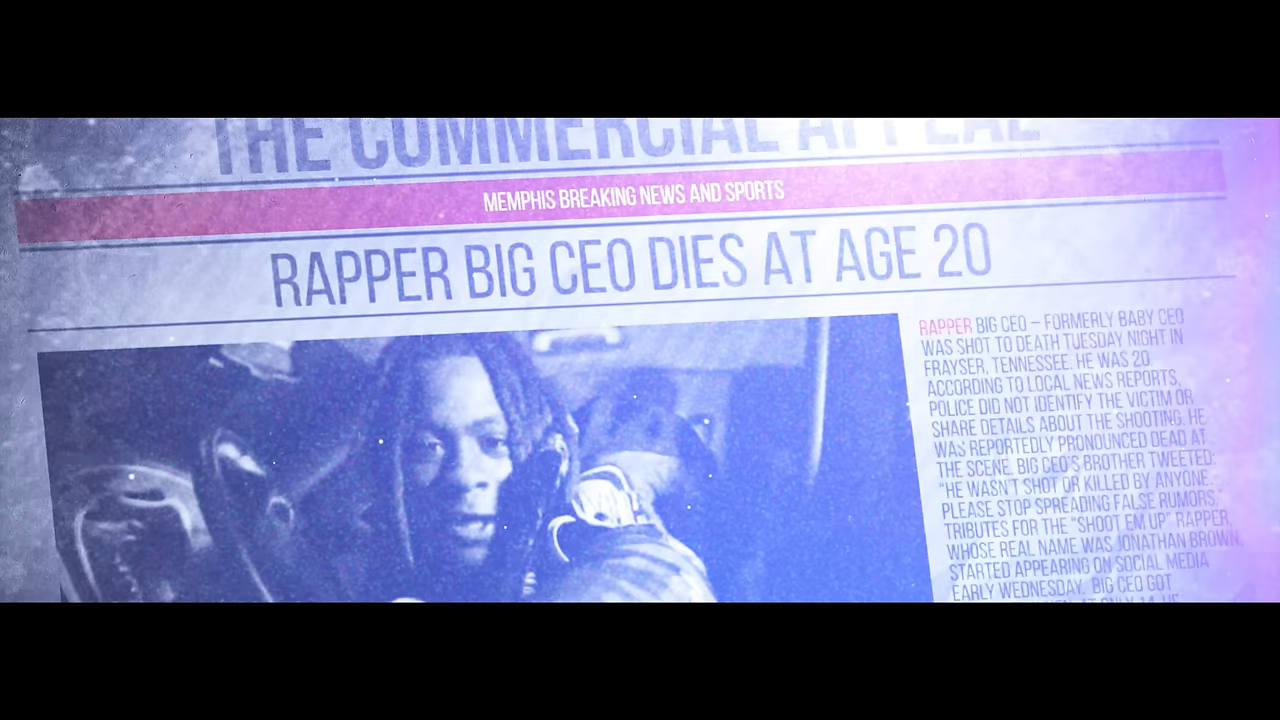 THE COMMERCIAL APPEAL
MEMPHIS BREAKING NEWS AND SPORTS
RAPPER BIG CEO DIES AT AGE 20
RAPPER BIG CEO – FORMERLY BABY CEO
WAS SHOT TO DEATH TUESDAY NIGHT IN
FRAYSER, TENNESSEE. HE WAS 20
ACCORDING TO LOCAL NEWS REPORTS,
POLICE DID NOT IDENTIFY THE VICTIM OR
SHARE DETAILS ABOUT THE SHOOTING. HE
WAS REPORTEDLY PRONOUNCED DEAD AT
THE SCENE. BIG CEO'S BROTHER TWEETED:
"HE WASN'T SHOT OR KILLED BY ANYONE.
PLEASE STOP SPREADING FALSE RUMORS."
TRIBUTES FOR THE "SHOOT EM UP" RAPPER,
WHOSE REAL NAME WAS JONATHAN BROWN,
STARTED APPEARING ON SOCIAL MEDIA
EARLY WEDNESDAY. BIG CEO GOT
AT ONLY 14, HE